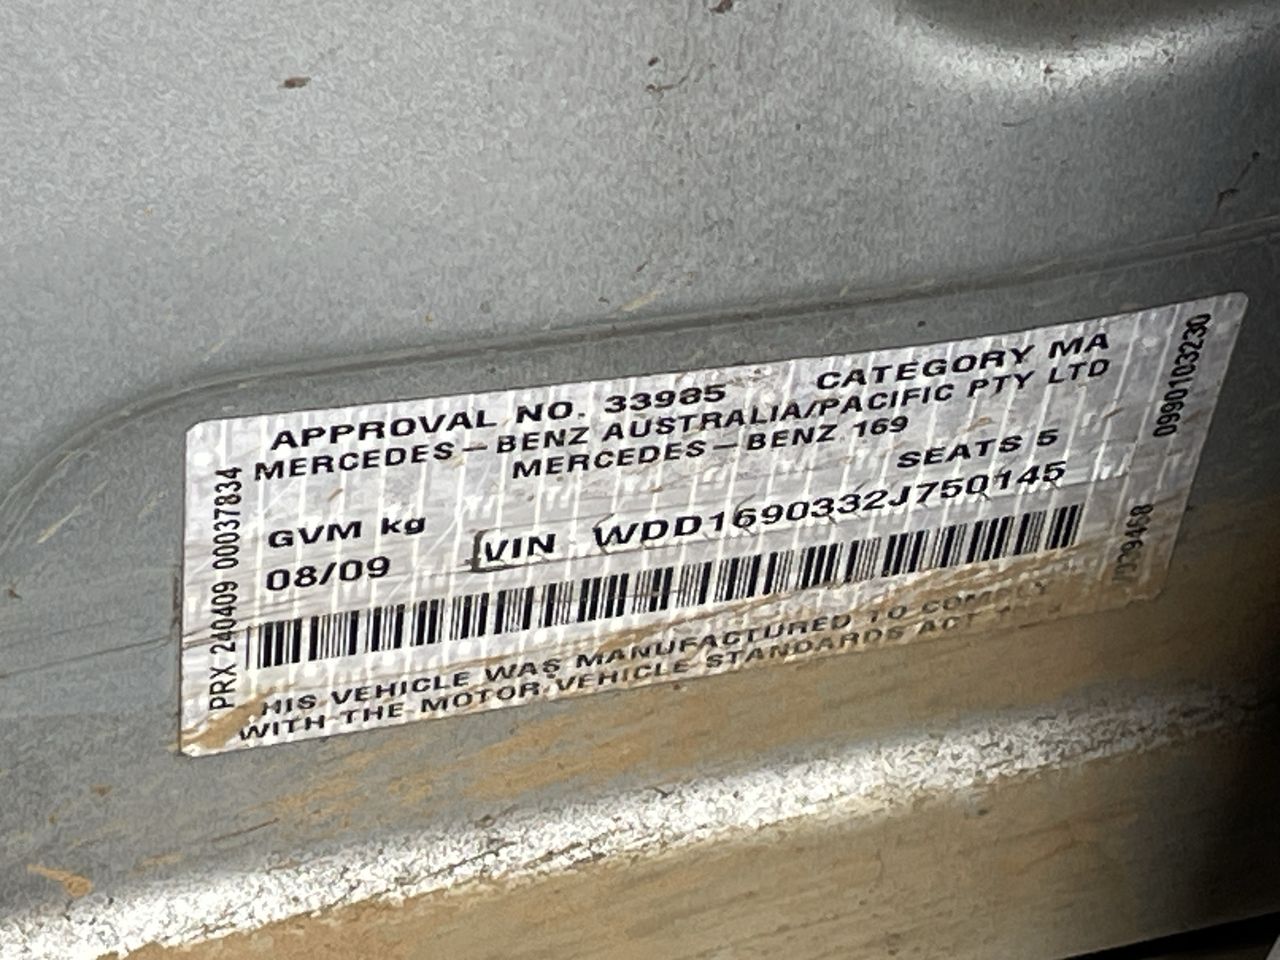 APPROVAL NO. 33985 CATEGORY MA
MERCEDES-BENZ AUSTRALIA/PACIFIC PTY LTD
MERCEDES-BENZ 169
SEATS 5
GVM kg
VIN WDD1690332J750145
08/09
HIS VEHICLE WAS MANUFACTURED TO COMPLY
WITH THE MOTOR VEHICLE STANDARDS ACT
PRX 240409 00037834
0990103230